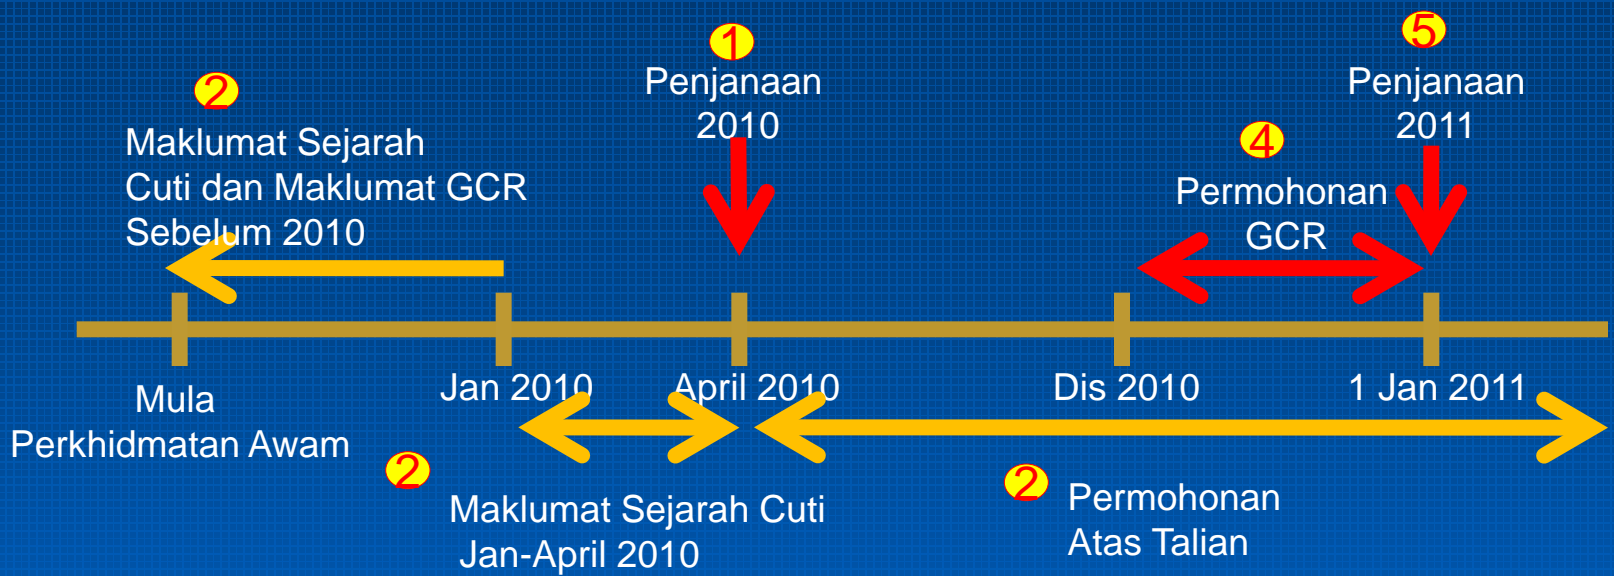 2
Maklumat Sejarah
Cuti dan Maklumat GCR
Sebelum 2010
1
Penjanaan
2010
4
Permohonan
GCR
5
Penjanaan
2011
Mula
Perkhidmatan Awam
Jan 2010
April 2010
Dis 2010
1 Jan 2011
2
Maklumat Sejarah Cuti
Jan-April 2010
2
Permohonan
Atas Talian